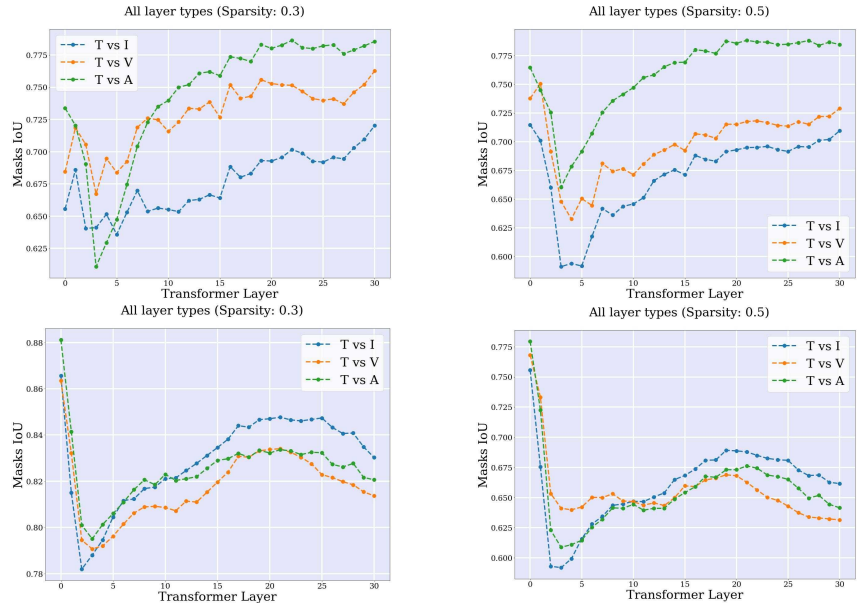 All layer types (Sparsity: 0.3)
Masks IoU
0.775
0.750
0.725
0.700
0.675
0.650
0.625
T vs I
T vs V
T vs A
0 5 10 15 20 25 30
Transformer Layer
All layer types (Sparsity: 0.5)
Masks IoU
0.775
0.750
0.725
0.700
0.675
0.650
0.625
0.600
T vs I
T vs V
T vs A
0 5 10 15 20 25 30
Transformer Layer
All layer types (Sparsity: 0.3)
Masks IoU
0.88
0.86
0.84
0.82
0.80
0.78
T vs I
T vs V
T vs A
0 5 10 15 20 25 30
Transformer Layer
All layer types (Sparsity: 0.5)
Masks IoU
0.775
0.750
0.725
0.700
0.675
0.650
0.625
0.600
T vs I
T vs V
T vs A
0 5 10 15 20 25 30
Transformer Layer